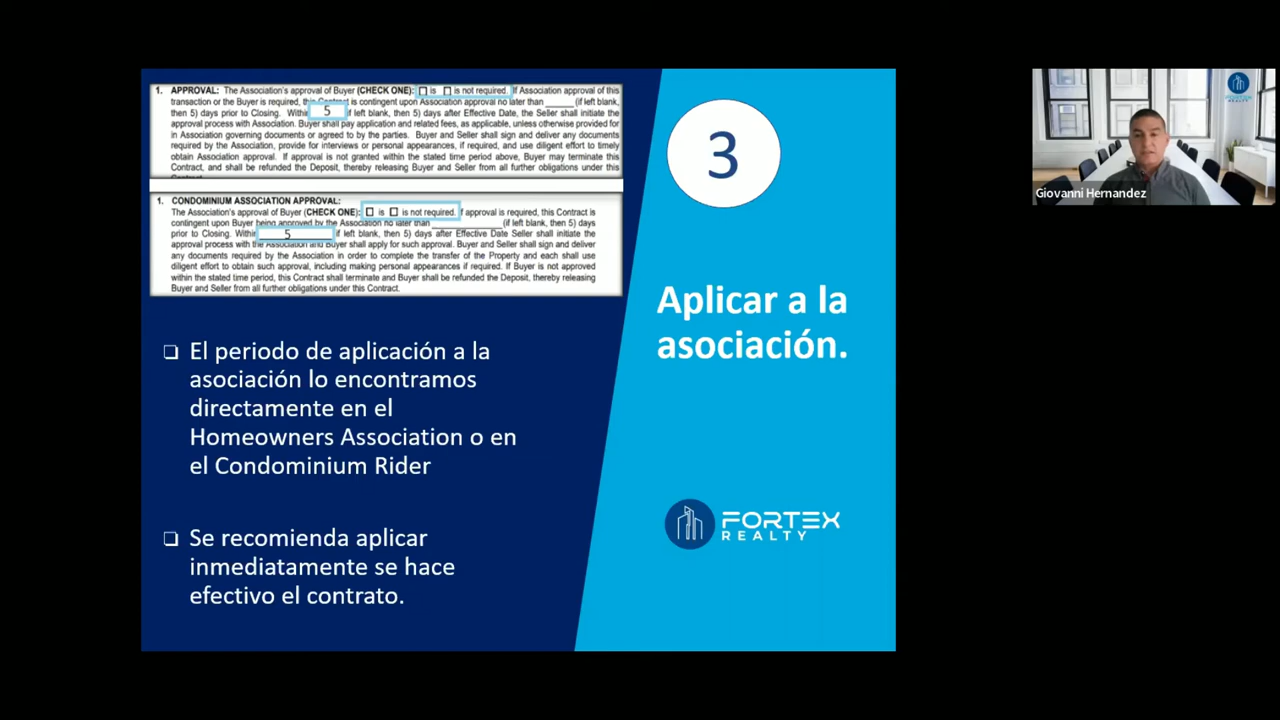 1. APPROVAL: The Association's approval of Buyer (CHECK ONE): ☐ is ☐ is not required. If Association approval of this
transaction or the Buyer is required, this Contract is contingent upon Association approval no later than ______ (if left blank,
then 5) days prior to Closing. Within 5 if left blank, then 5) days after Effective Date, the Seller shall initiate the
approval process with Association. Buyer shall pay application and related fees, as applicable, unless otherwise provided for
in Association governing documents or agreed to by the parties. Buyer and Seller shall sign and deliver any documents
required by the Association, provide for interviews or personal appearances, if required, and use diligent effort to timely
obtain Association approval. If approval is not granted within the stated time period above, Buyer may terminate this
Contract, and shall be refunded the Deposit, thereby releasing Buyer and Seller from all further obligations under this
Contract.
1. CONDOMINIUM ASSOCIATION APPROVAL:
The Association's approval of Buyer (CHECK ONE): ☐ is ☐ is not required. If approval is required, this Contract is
contingent upon Buyer being approved by the Association no later than ____________ (if left blank, then 5) days
prior to Closing. Within 5 if left blank, then 5) days after Effective Date Seller shall initiate the
approval process with the Association and Buyer shall apply for such approval. Buyer and Seller shall sign and deliver
any documents required by the Association in order to complete the transfer of the Property and each shall use
diligent effort to obtain such approval, including making personal appearances if required. If Buyer is not approved
within the stated time period, this Contract shall terminate and Buyer shall be refunded the Deposit, thereby releasing
Buyer and Seller from all further obligations under this Contract.
❏ El periodo de aplicación a la
asociación lo encontramos
directamente en el
Homeowners Association o en
el Condominium Rider
❏ Se recomienda aplicar
inmediatamente se hace
efectivo el contrato.
3
Aplicar a la
asociación.
FORTEX
REALTY
FORTEX
REALTY
Giovanni Hernandez